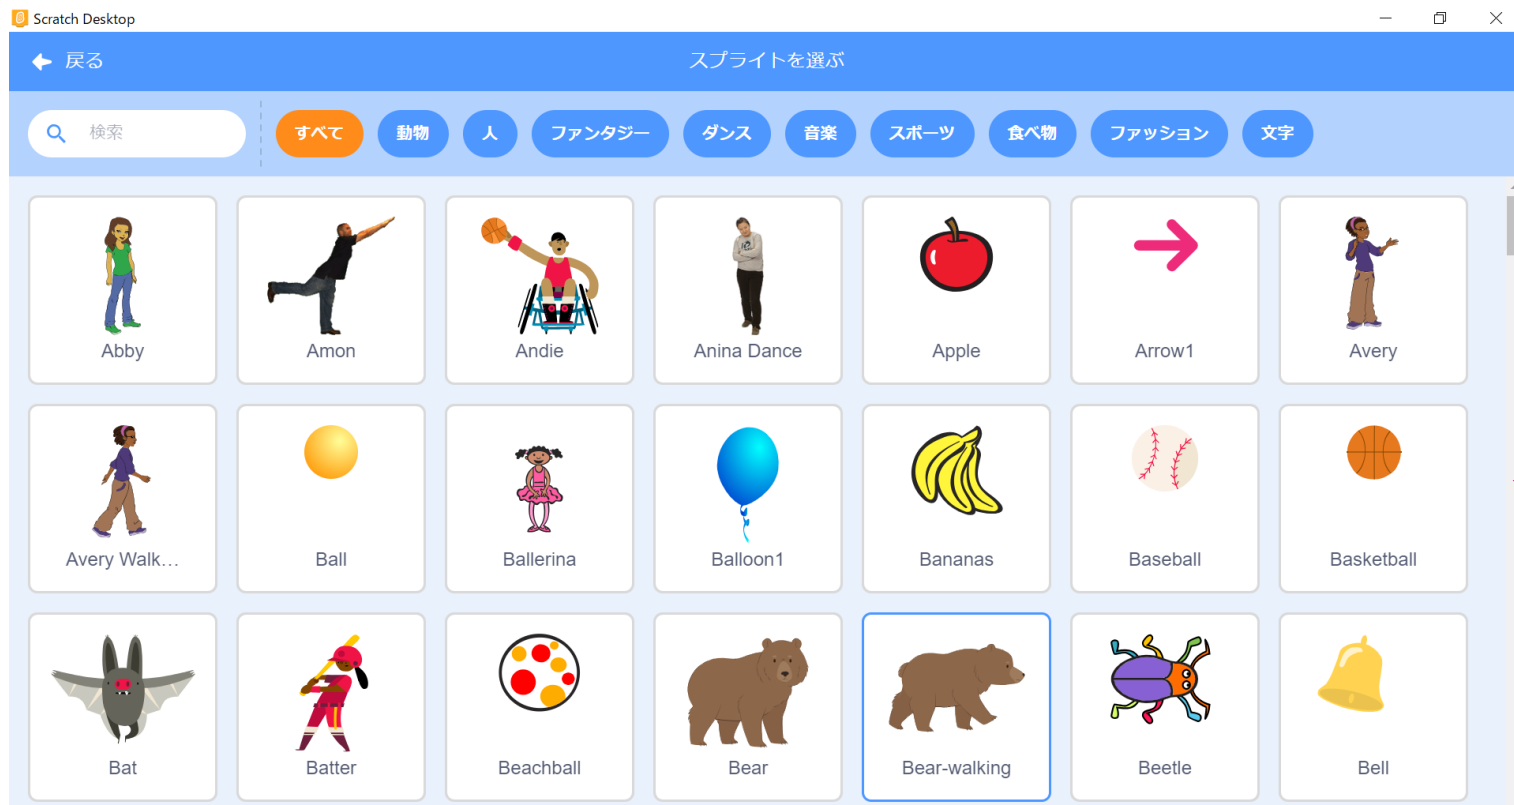 Scratch Desktop
戻る
スプライトを選ぶ
検索
すべて 動物 人 ファンタジー ダンス 音楽 スポーツ 食べ物 ファッション 文字
Abby Amon Andie Anina Dance Apple Arrow1 Avery
Avery Walk… Ball Ballerina Balloon1 Bananas Baseball Basketball
Bat Batter Beachball Bear Bear-walking Beetle Bell